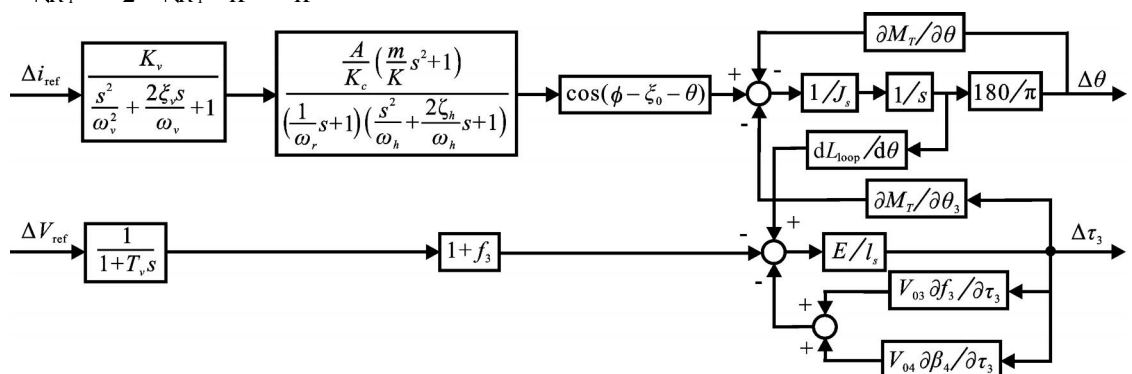 ∂M_T/∂θ
Δi_ref
K_v
s²/ω_v² + 2ξ_v s/ω_v + 1
A/K_c (m/K s²+1)
(1/ω_r s+1)(s²/ω_h + 2ζ_h/ω_h s+1)
cos(ϕ-ξ_0-θ)
+
-
-
1/J_s
1/s
180/π
Δθ
dL_loop/dθ
∂M_T/∂θ_3
ΔV_ref
1
1+T_v s
1+f_3
-
+
-
E/l_s
Δτ_3
V_03 ∂f_3/∂τ_3
+
+
V_04 ∂β_4/∂τ_3